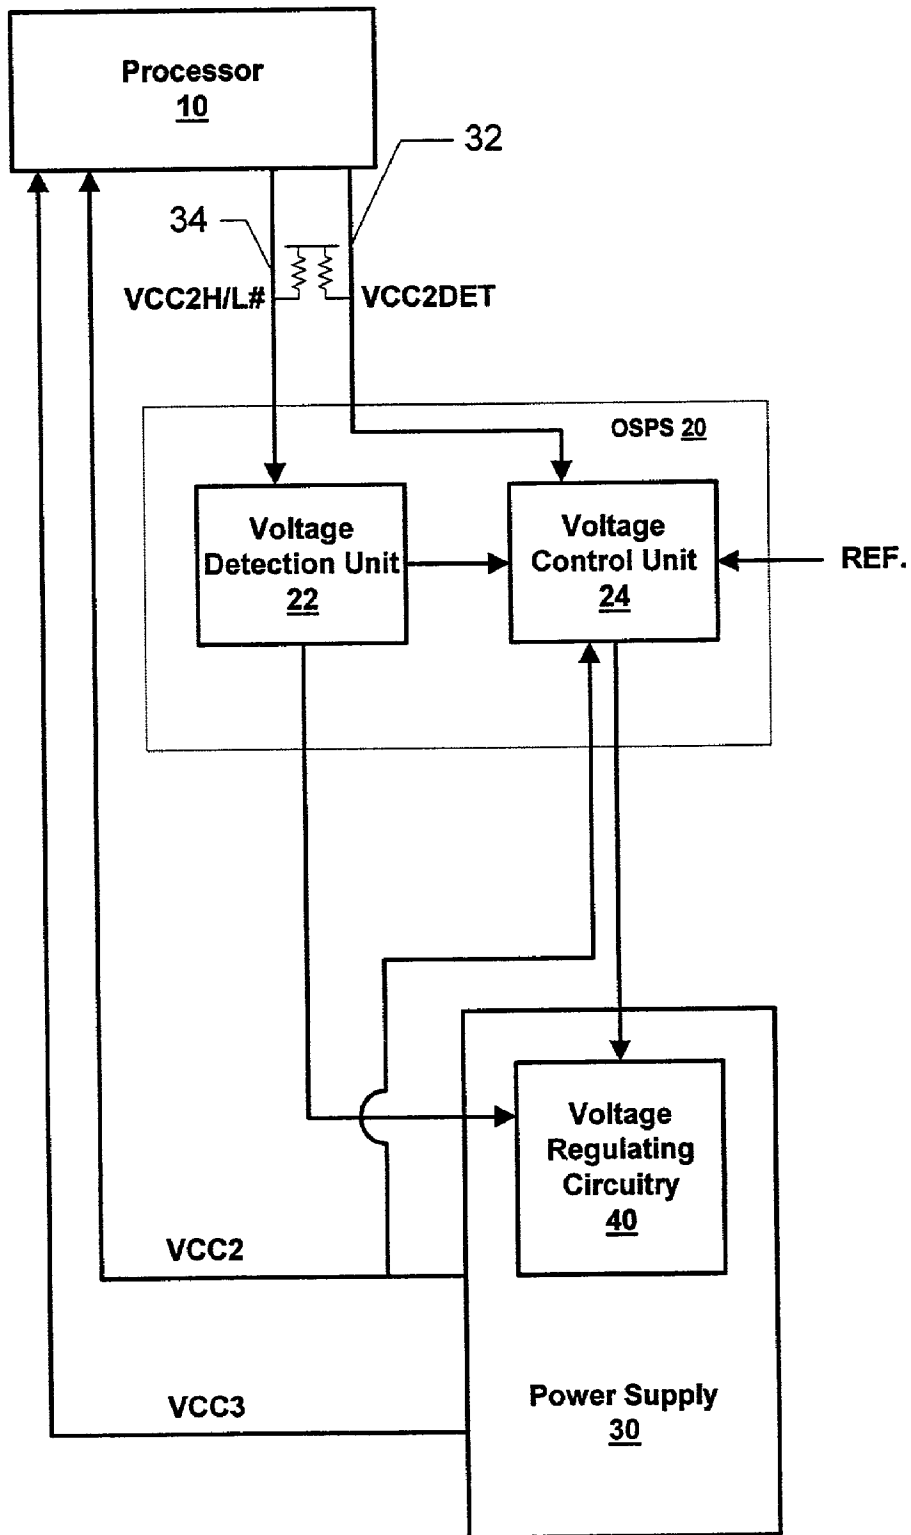 Processor
10
32
34
VCC2H/L#
VCC2DET
OSPS 20
Voltage
Detection Unit
22
Voltage
Control Unit
24
REF.
Voltage
Regulating
Circuitry
40
VCC2
VCC3
Power Supply
30